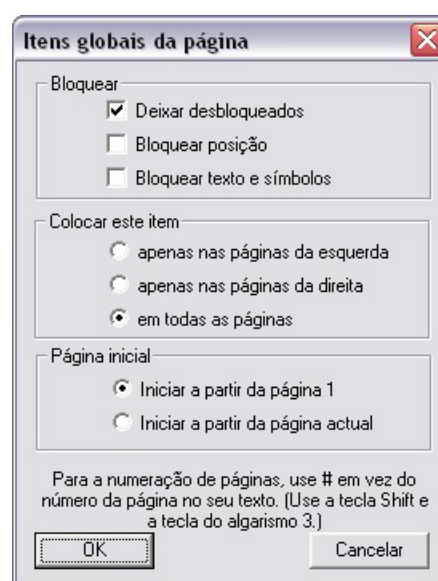 Itens globais da página
Bloquear
Deixar desbloqueados
Bloquear posição
Bloquear texto e símbolos
Colocar este item
apenas nas páginas da esquerda
apenas nas páginas da direita
em todas as páginas
Página inicial
Iniciar a partir da página 1
Iniciar a partir da página actual
Para a numeração de páginas, use # em vez do
número da página no seu texto. (Use a tecla Shift e
a tecla do algarismo 3.)
OK Cancelar